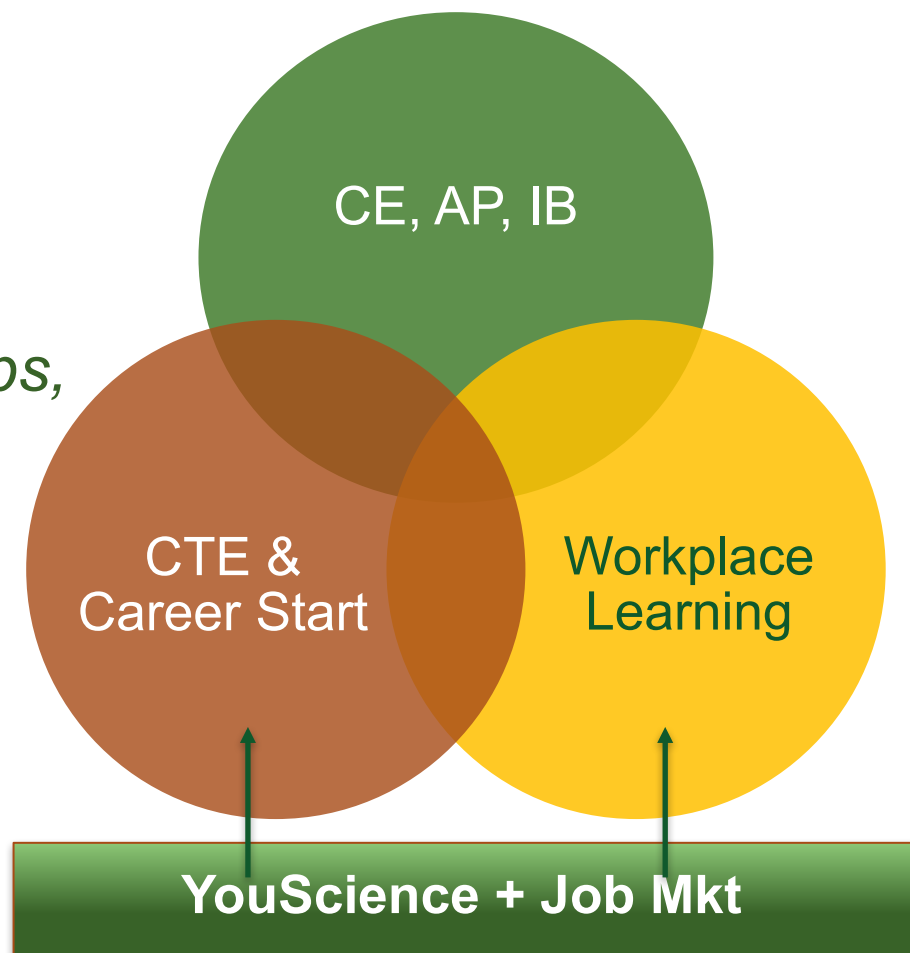 CE, AP, IB
CTE &
Career Start
Workplace
Learning
YouScience + Job Mkt